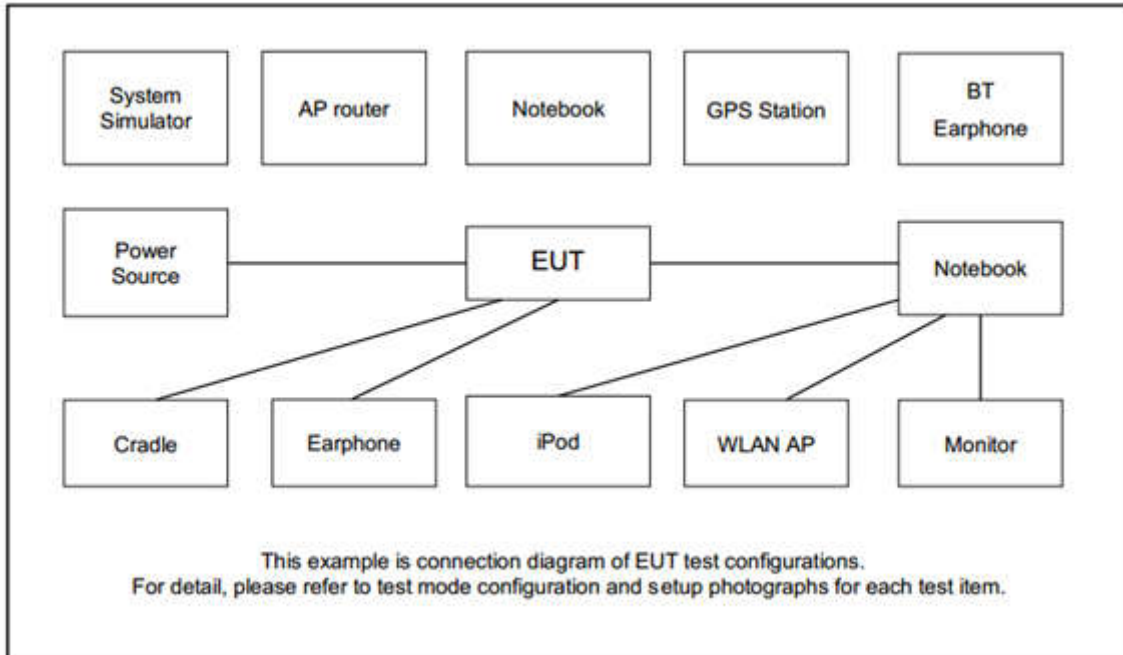 System
Simulator
AP router
Notebook
GPS Station
BT
Earphone
Power
Source
EUT
Notebook
Cradle
Earphone
iPod
WLAN AP
Monitor
This example is connection diagram of EUT test configurations.
For detail, please refer to test mode configuration and setup photographs for each test item.